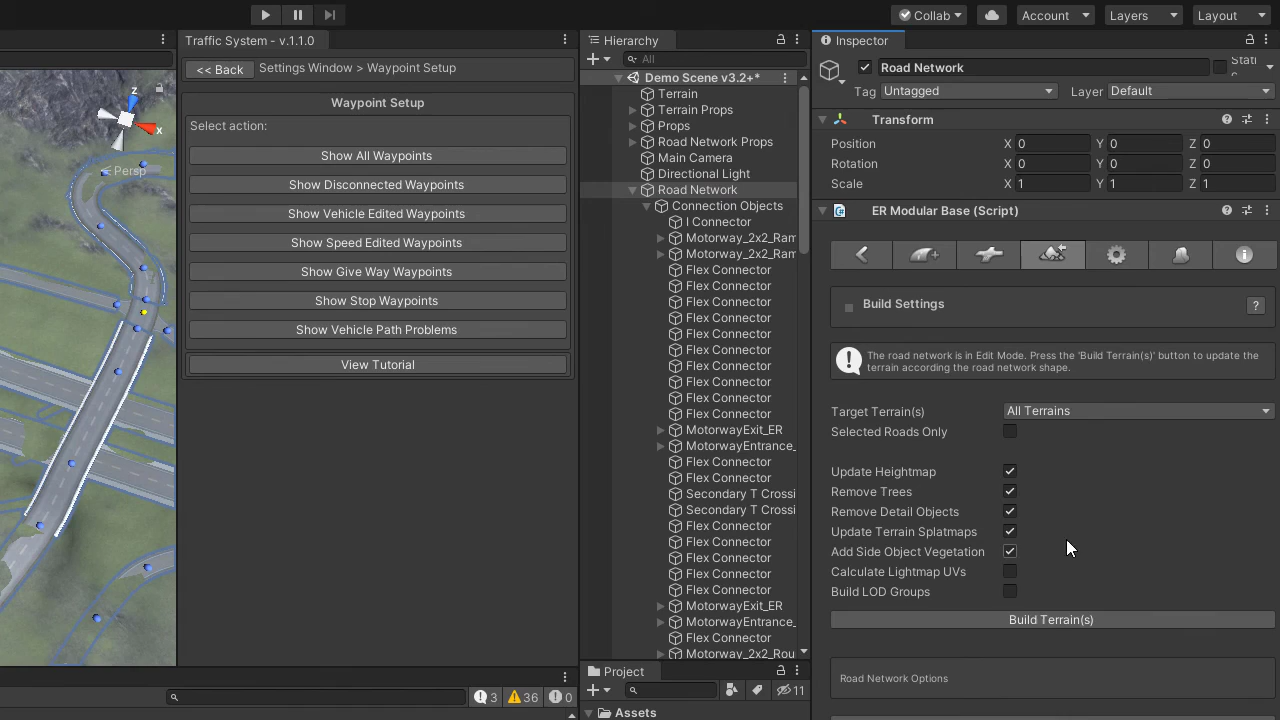 Collab
Account
Layers
Layout
Traffic System - v.1.1.0
<< Back
Settings Window > Waypoint Setup
Waypoint Setup
Select action:
Show All Waypoints
Show Disconnected Waypoints
Show Vehicle Edited Waypoints
Show Speed Edited Waypoints
Show Give Way Waypoints
Show Stop Waypoints
Show Vehicle Path Problems
View Tutorial
z
x
Persp
3
36
0
Hierarchy
All
Demo Scene v3.2+*
Terrain
Terrain Props
Props
Road Network Props
Main Camera
Directional Light
Road Network
Connection Objects
I Connector
Motorway_2x2_Ram
Motorway_2x2_Ram
Flex Connector
Flex Connector
Flex Connector
Flex Connector
Flex Connector
Flex Connector
Flex Connector
Flex Connector
Flex Connector
Flex Connector
MotorwayExit_ER
MotorwayEntrance_
Flex Connector
Flex Connector
Secondary T Crossi
Secondary T Crossi
Flex Connector
Flex Connector
Flex Connector
Flex Connector
Flex Connector
MotorwayExit_ER
MotorwayEntrance_
Flex Connector
Motorway_2x2_Rou
Project
11
Assets
Inspector
Road Network
Stati
Tag Untagged Layer Default
Transform
Position X 0 Y 0 Z 0
Rotation X 0 Y 0 Z 0
Scale X 1 Y 1 Z 1
ER Modular Base (Script)
Build Settings
?
The road network is in Edit Mode. Press the 'Build Terrain(s)' button to update the
terrain according the road network shape.
Target Terrain(s) All Terrains
Selected Roads Only
Update Heightmap
Remove Trees
Remove Detail Objects
Update Terrain Splatmaps
Add Side Object Vegetation
Calculate Lightmap UVs
Build LOD Groups
Build Terrain(s)
Road Network Options